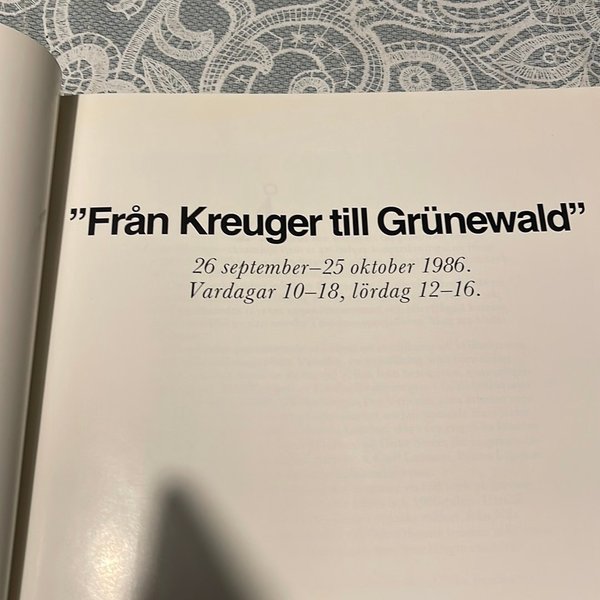 ”Från Kreuger till Grünewald”
26 september–25 oktober 1986.
Vardagar 10–18, lördag 12–16.